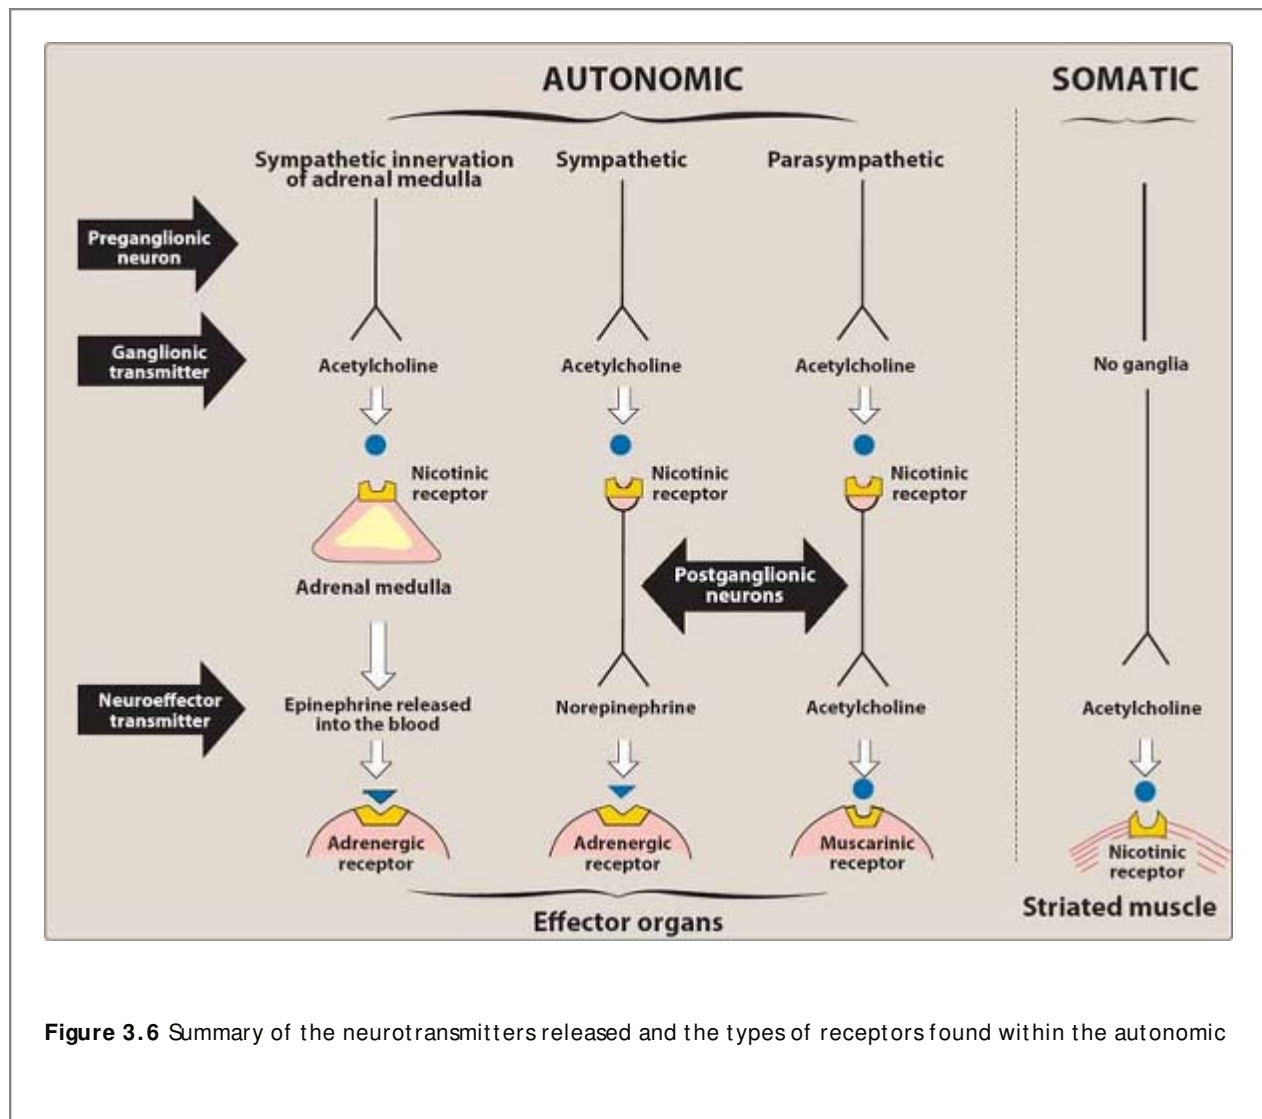 AUTONOMIC
SOMATIC
Sympathetic innervation
of adrenal medulla
Sympathetic
Parasympathetic
Preganglionic
neuron
Ganglionic
transmitter
Acetylcholine
Acetylcholine
Acetylcholine
No ganglia
Nicotinic
receptor
Nicotinic
receptor
Nicotinic
receptor
Adrenal medulla
Postganglionic
neurons
Neuroeffector
transmitter
Epinephrine released
into the blood
Norepinephrine
Acetylcholine
Acetylcholine
Adrenergic
receptor
Adrenergic
receptor
Muscarinic
receptor
Nicotinic
receptor
Effector organs
Striated muscle
Figure 3.6 Summary of the neurotransmitters released and the types of receptors found within the autonomic